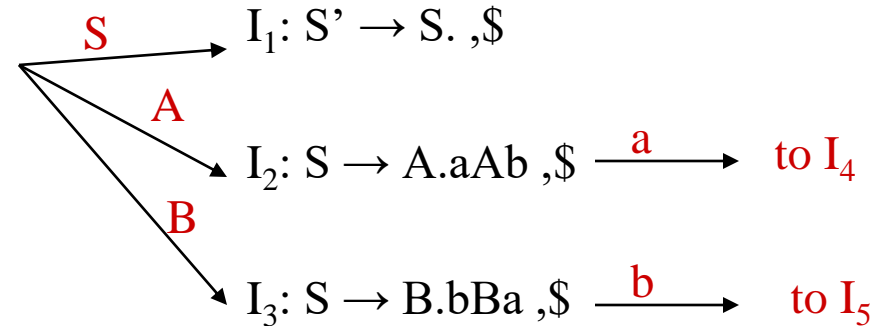 S I₁: S’ → S. ,$
A
I₂: S → A.aAb ,$ a to I₄
B
I₃: S → B.bBa ,$ b to I₅